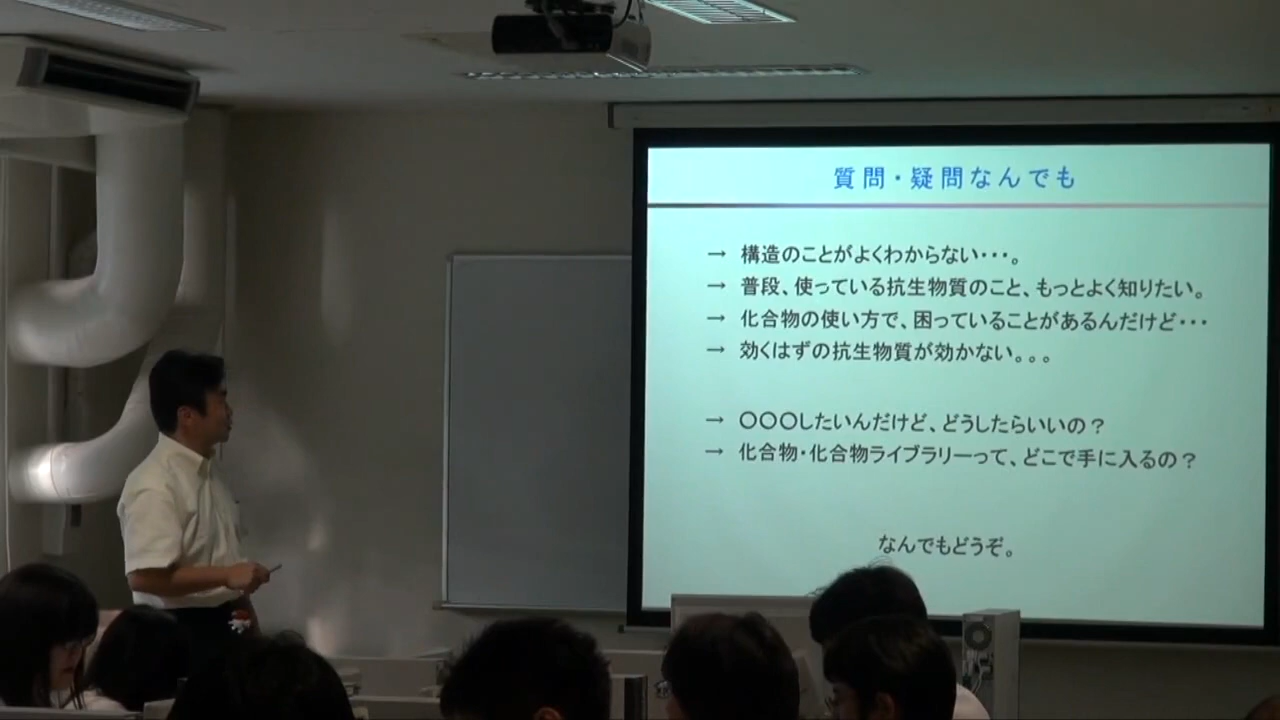 質問・疑問なんでも
→ 構造のことがよくわからない・・・。
→ 普段、使っている抗生物質のこと、もっとよく知りたい。
→ 化合物の使い方で、困っていることがあるんだけど・・・
→ 効くはずの抗生物質が効かない。。。
→ 〇〇〇したいんだけど、どうしたらいいの？
→ 化合物・化合物ライブラリーって、どこで手に入るの？
なんでもどうぞ。